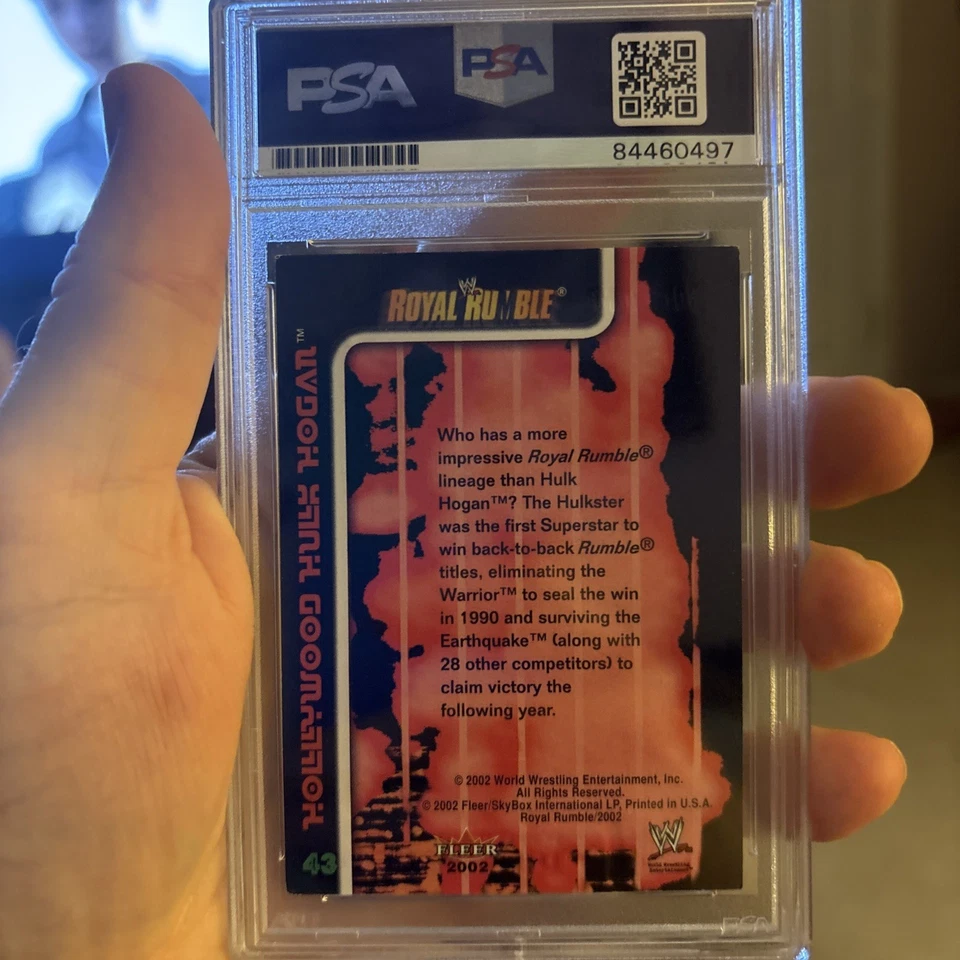 PSA
PSA
84460497
W
ROYAL RUMBLE®
HOLLYWOOD HULK HOGAN™
Who has a more
impressive Royal Rumble®
lineage than Hulk
Hogan™? The Hulkster
was the first Superstar to
win back-to-back Rumble®
titles, eliminating the
Warrior™ to seal the win
in 1990 and surviving the
Earthquake™ (along with
28 other competitors) to
claim victory the
following year.
© 2002 World Wrestling Entertainment, Inc.
All Rights Reserved.
© 2002 Fleer/SkyBox International LP, Printed in U.S.A.
Royal Rumble/2002
43
FLEER
2002
W
World Wrestling
Entertainment
PSA